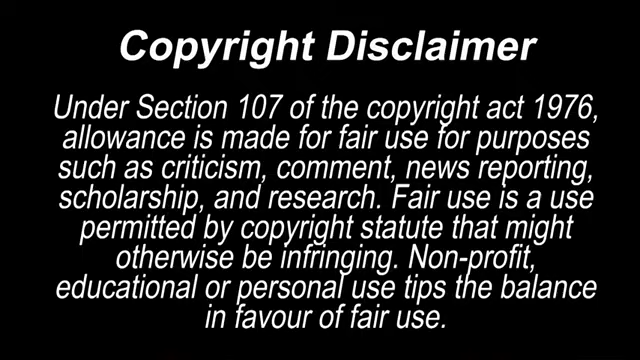 Copyright Disclaimer
Under Section 107 of the copyright act 1976,
allowance is made for fair use for purposes
such as criticism, comment, news reporting,
scholarship, and research. Fair use is a use
permitted by copyright statute that might
otherwise be infringing. Non-profit,
educational or personal use tips the balance
in favour of fair use.